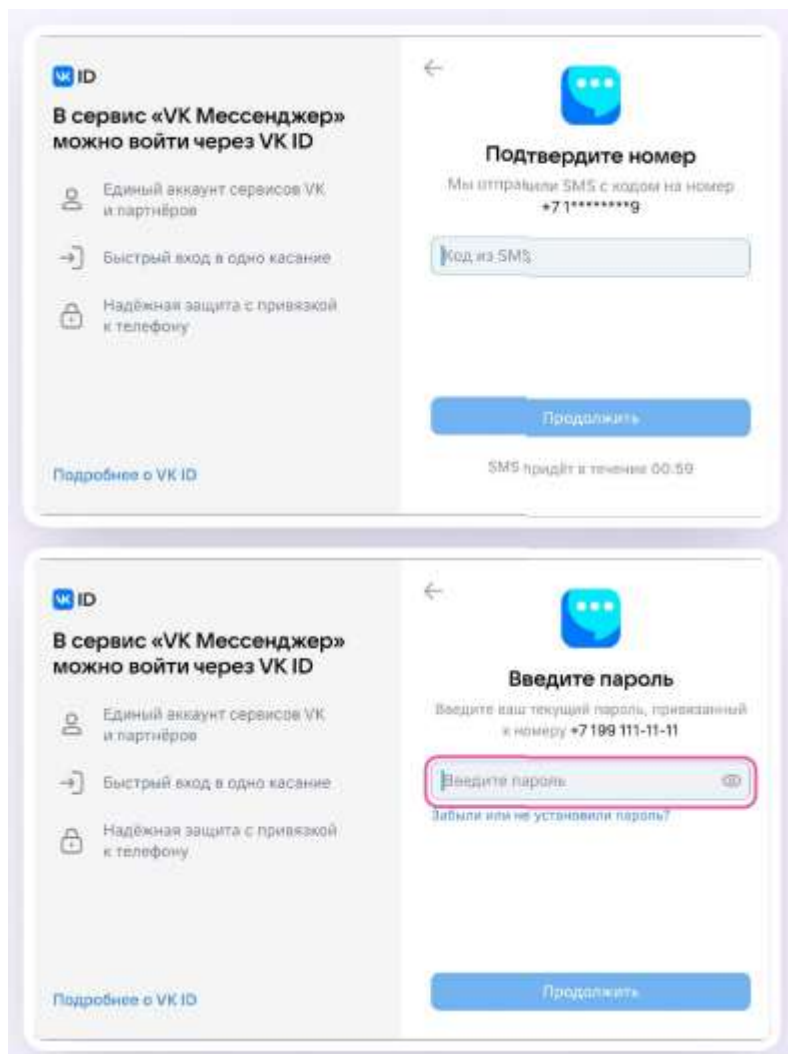 VK ID
В сервис «VK Мессенджер»
можно войти через VK ID
Единый аккаунт сервисов VK
и партнёров
Быстрый вход в одно касание
Надёжная защита с привязкой
к телефону
Подробнее о VK ID
Подтвердите номер
Мы отправили SMS с кодом на номер
+7 1********9
Код из SMS
Продолжить
SMS придёт в течение 00:59
VK ID
В сервис «VK Мессенджер»
можно войти через VK ID
Единый аккаунт сервисов VK
и партнёров
Быстрый вход в одно касание
Надёжная защита с привязкой
к телефону
Подробнее о VK ID
Введите пароль
Введите ваш текущий пароль, привязанный
к номеру +7 199 111-11-11
Введите пароль
Забыли или не установили пароль?
Продолжить